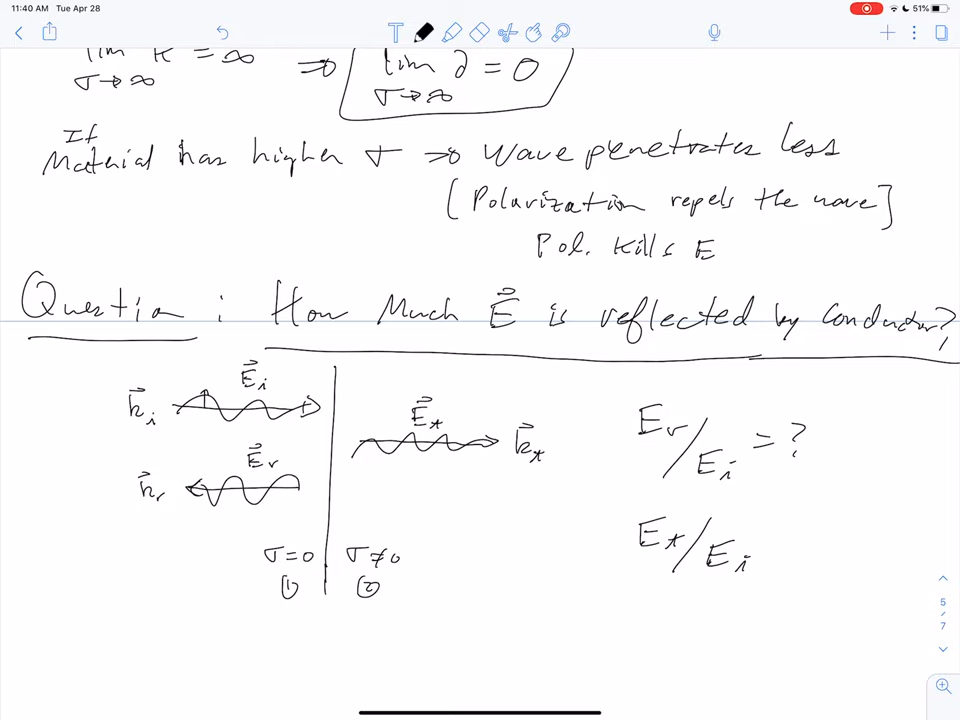 11:40 AM Tue Apr 28
51%
lim K = ∞
σ→∞
⇒ lim ∂ = 0
σ→∞
If
Material has higher σ → Wave penetrates less
[Polarization repels the wave]
Pol. Kills E
Question : How Much E⃗ is reflected by conductor?
E⃗i
k⃗i
E⃗t
k⃗t
Er/Ei = ?
E⃗r
k⃗r
Et/Ei
σ=0 σ≠0
① ②
5
/
7